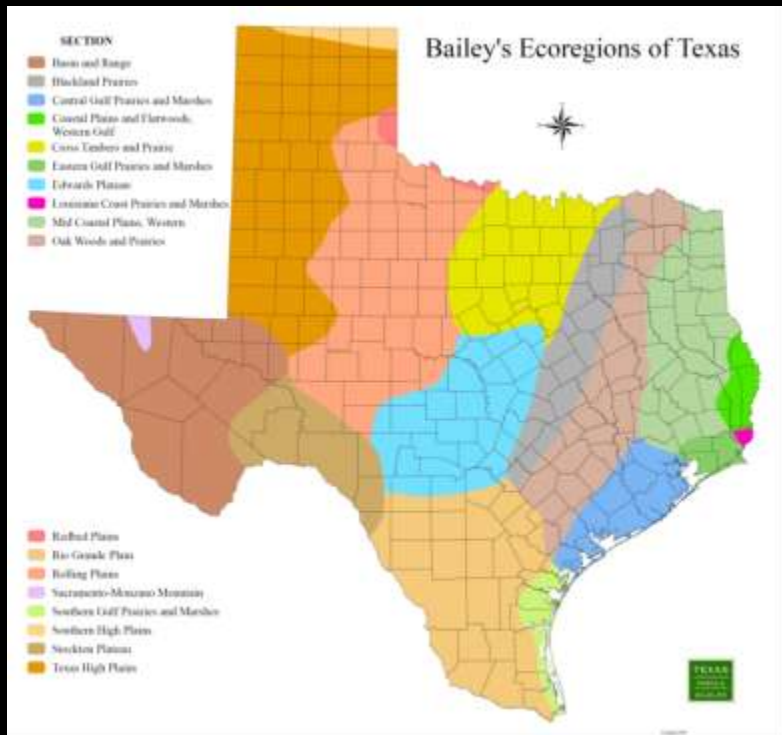 Bailey's Ecoregions of Texas
SECTION
Basin and Range
Blackland Prairies
Central Gulf Prairies and Marshes
Coastal Plains and Flatwoods,
Western Gulf
Cross Timbers and Prairie
Eastern Gulf Prairies and Marshes
Edwards Plateau
Louisiana Coast Prairies and Marshes
Mid Coastal Plains, Western
Oak Woods and Prairies
Redbed Plains
Rio Grande Plain
Rolling Plains
Sacramento-Monzano Mountain
Southern Gulf Prairies and Marshes
Southern High Plains
Stockton Plateau
Texas High Plains
TEXAS